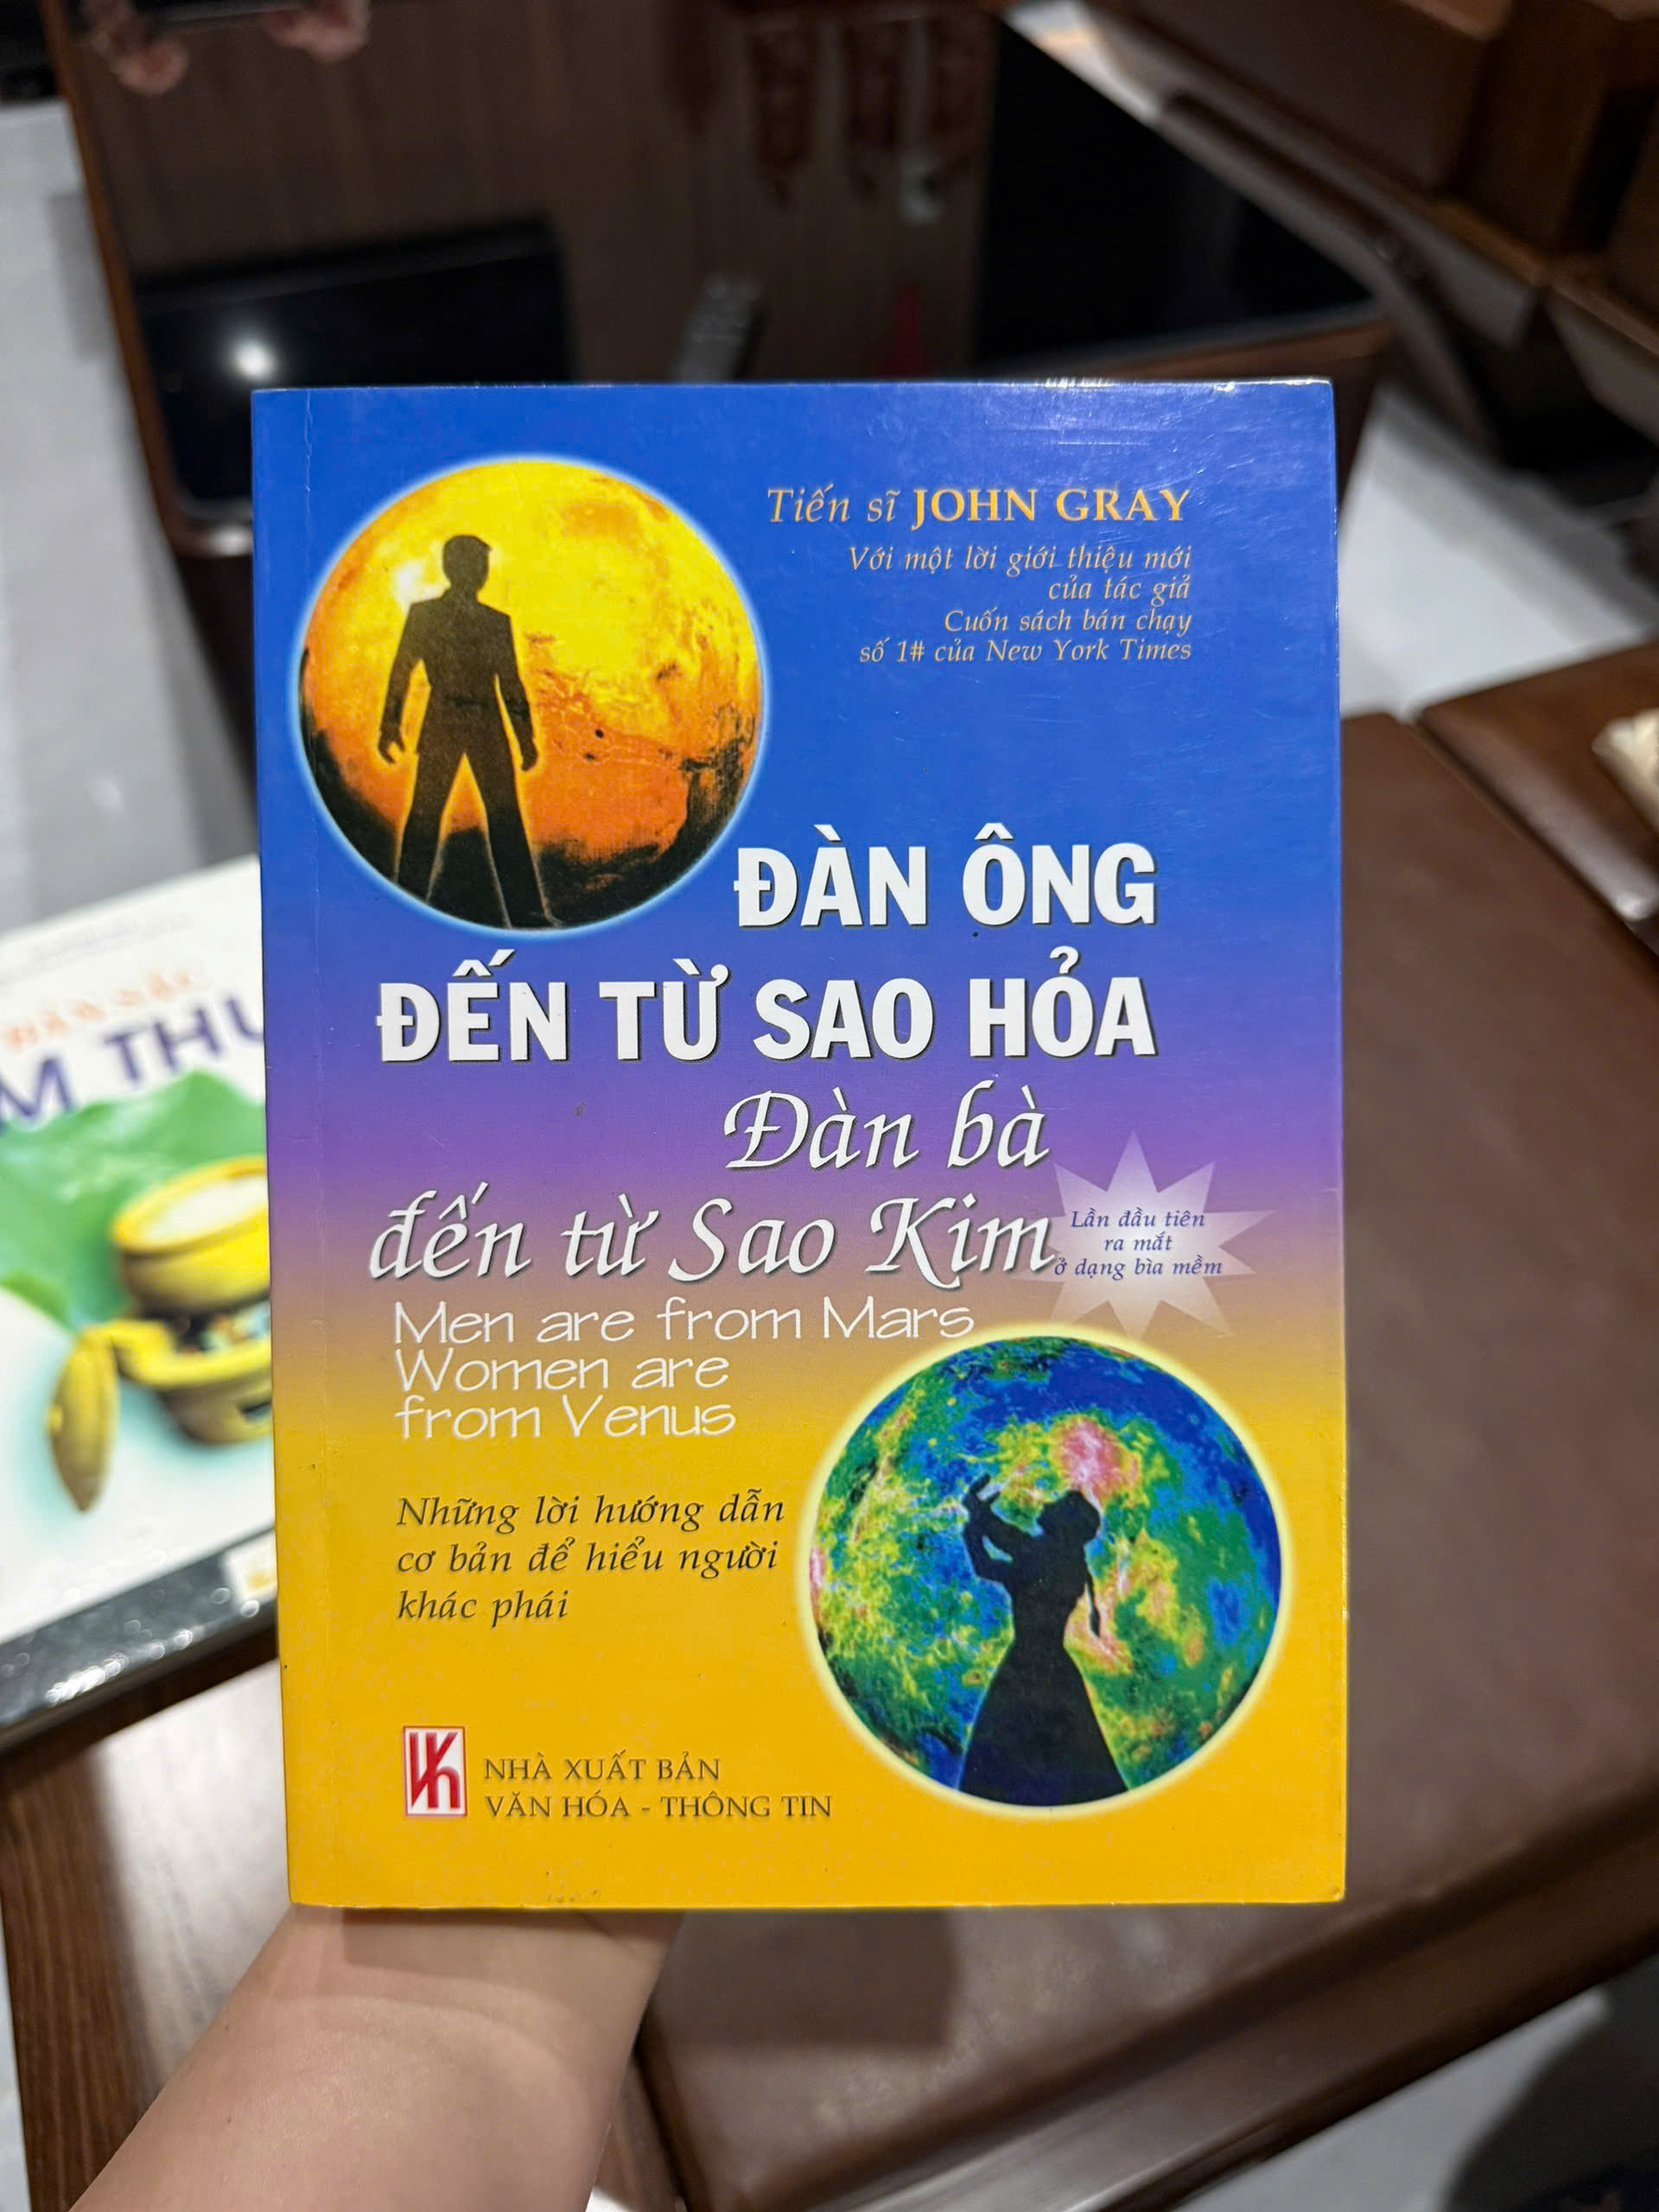 Tiến sĩ JOHN GRAY
Với một lời giới thiệu mới
của tác giả
Cuốn sách bán chạy
số 1# của New York Times
ĐÀN ÔNG
ĐẾN TỪ SAO HỎA
Đàn bà
đến từ Sao Kim
Lần đầu tiên
ra mắt
ở dạng bìa mềm
Men are from Mars
Women are
from Venus
Những lời hướng dẫn
cơ bản để hiểu người
khác phái
NHÀ XUẤT BẢN
VĂN HÓA - THÔNG TIN
M THU